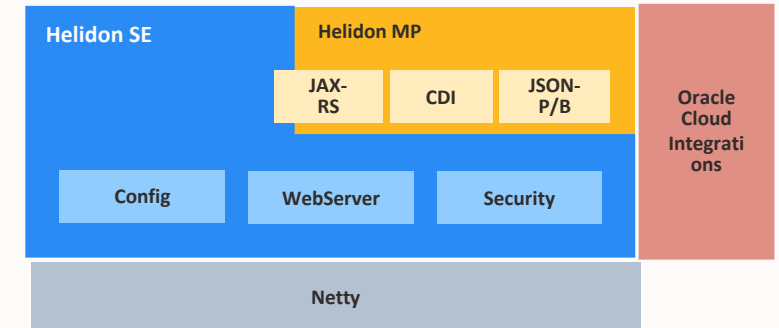 Helidon SE
Helidon MP
JAX-
RS
CDI
JSON-
P/B
Oracle
Cloud
Integrati
ons
Config
WebServer
Security
Netty